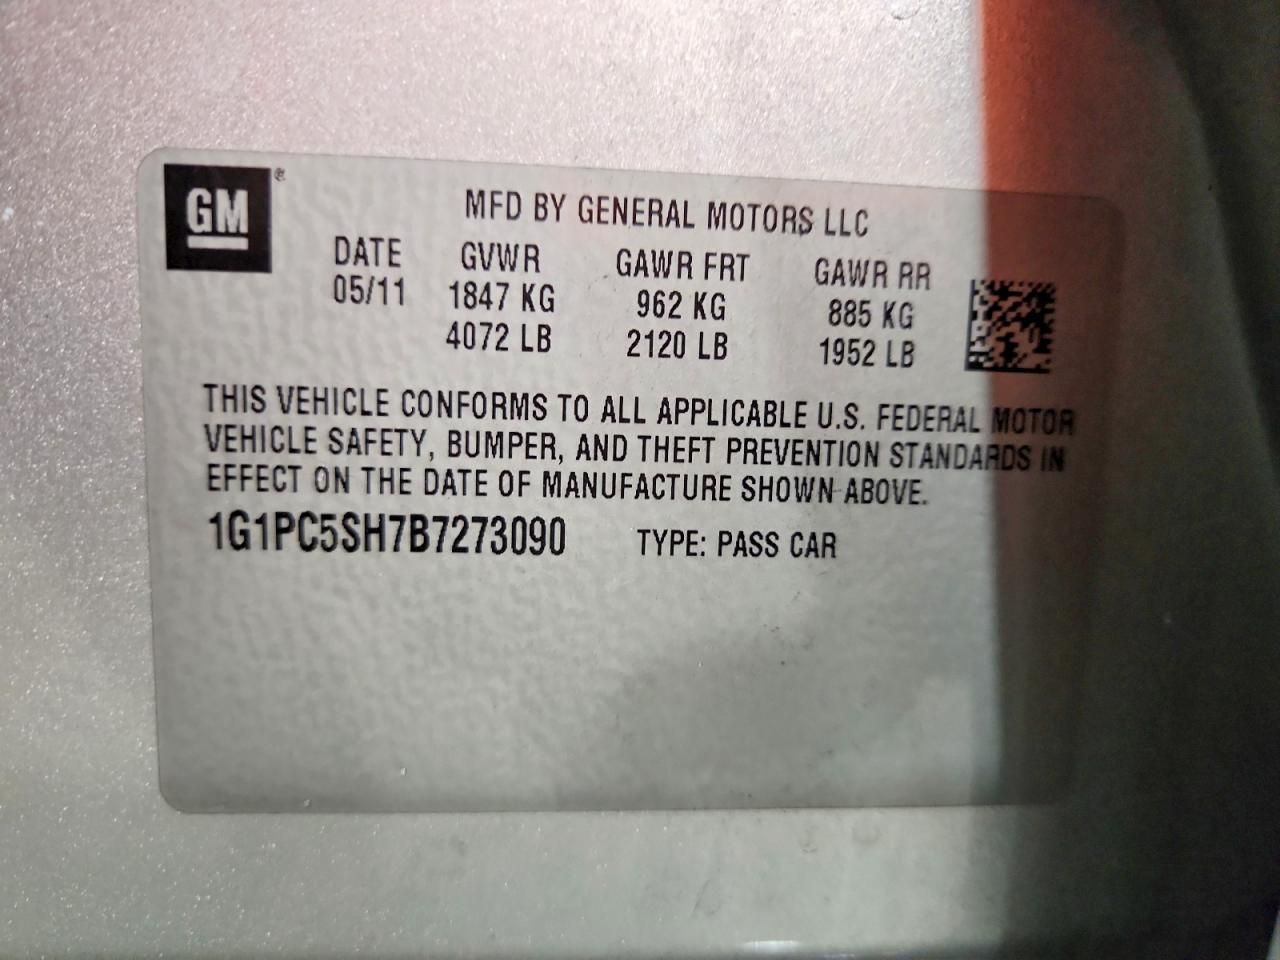 GM®
MFD BY GENERAL MOTORS LLC
DATE GVWR GAWR FRT GAWR RR
05/11 1847 KG 962 KG 885 KG
4072 LB 2120 LB 1952 LB
THIS VEHICLE CONFORMS TO ALL APPLICABLE U.S. FEDERAL MOTOR
VEHICLE SAFETY, BUMPER, AND THEFT PREVENTION STANDARDS IN
EFFECT ON THE DATE OF MANUFACTURE SHOWN ABOVE.
1G1PC5SH7B7273090 TYPE: PASS CAR